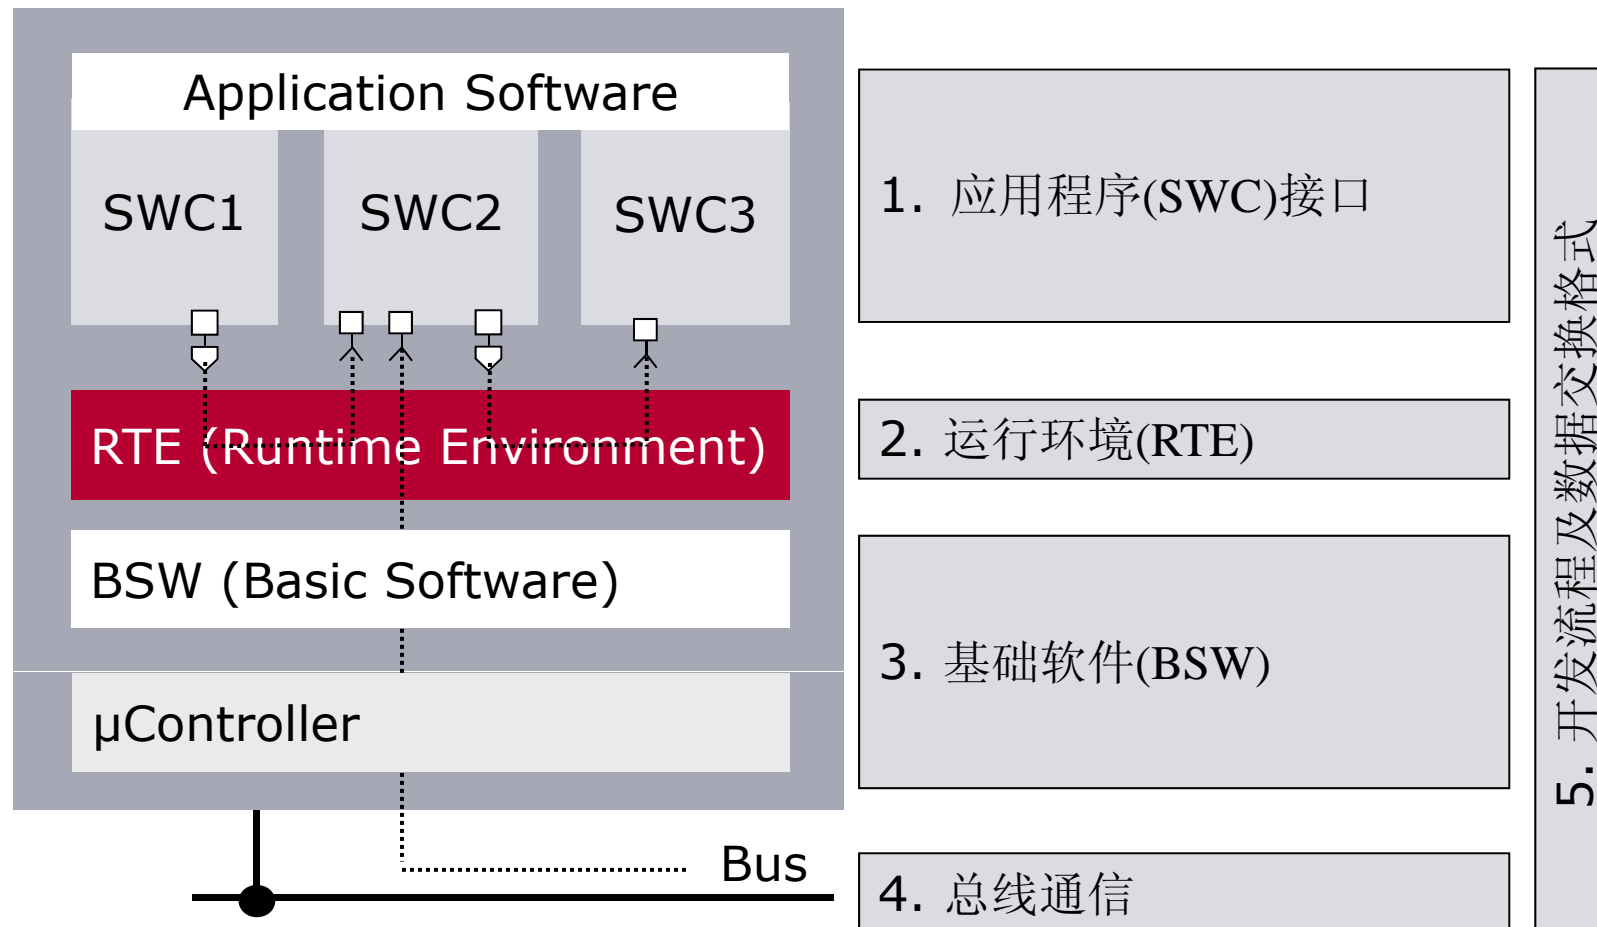 Application Software
SWC1
SWC2
SWC3
RTE (Runtime Environment)
BSW (Basic Software)
µController
Bus
1. 应用程序(SWC)接口
2. 运行环境(RTE)
3. 基础软件(BSW)
4. 总线通信
5. 开发流程及数据交换格式